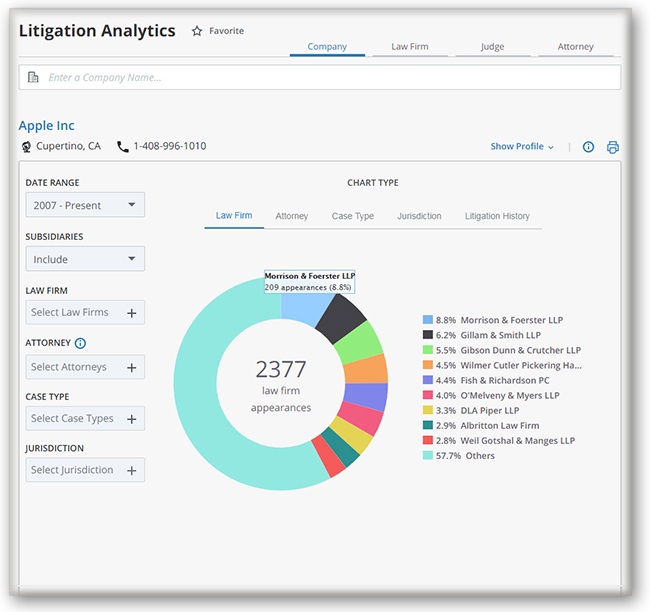 Litigation Analytics
Favorite
Company
Law Firm
Judge
Attorney
Enter a Company Name...
Apple Inc
Cupertino, CA
1-408-996-1010
Show Profile
DATE RANGE
2007 - Present
SUBSIDIARIES
Include
LAW FIRM
Select Law Firms +
ATTORNEY
Select Attorneys +
CASE TYPE
Select Case Types +
JURISDICTION
Select Jurisdiction +
CHART TYPE
Law Firm
Attorney
Case Type
Jurisdiction
Litigation History
Morrison & Foerster LLP
209 appearances (8.8%)
2377
law firm
appearances
8.8% Morrison & Foerster LLP
6.2% Gillam & Smith LLP
5.5% Gibson Dunn & Crutcher LLP
4.5% Wilmer Cutler Pickering Ha...
4.4% Fish & Richardson PC
4.0% O'Melveny & Myers LLP
3.3% DLA Piper LLP
2.9% Albritton Law Firm
2.8% Weil Gotshal & Manges LLP
57.7% Others